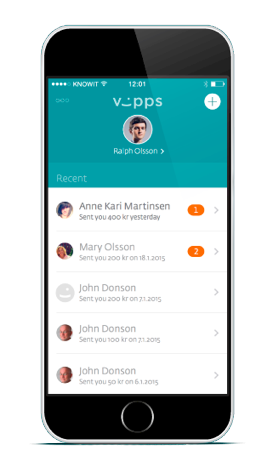 KNOWIT 12:01
vipps
Ralph Olsson
Recent
Anne Kari Martinsen
Sent you 400 kr yesterday
1
Mary Olsson
Sent you 200 kr on 18.1.2015
2
John Donson
Sent you 200 kr on 7.1.2015
John Donson
Sent you 100 kr on 7.1.2015
John Donson
Sent you 50 kr on 6.1.2015